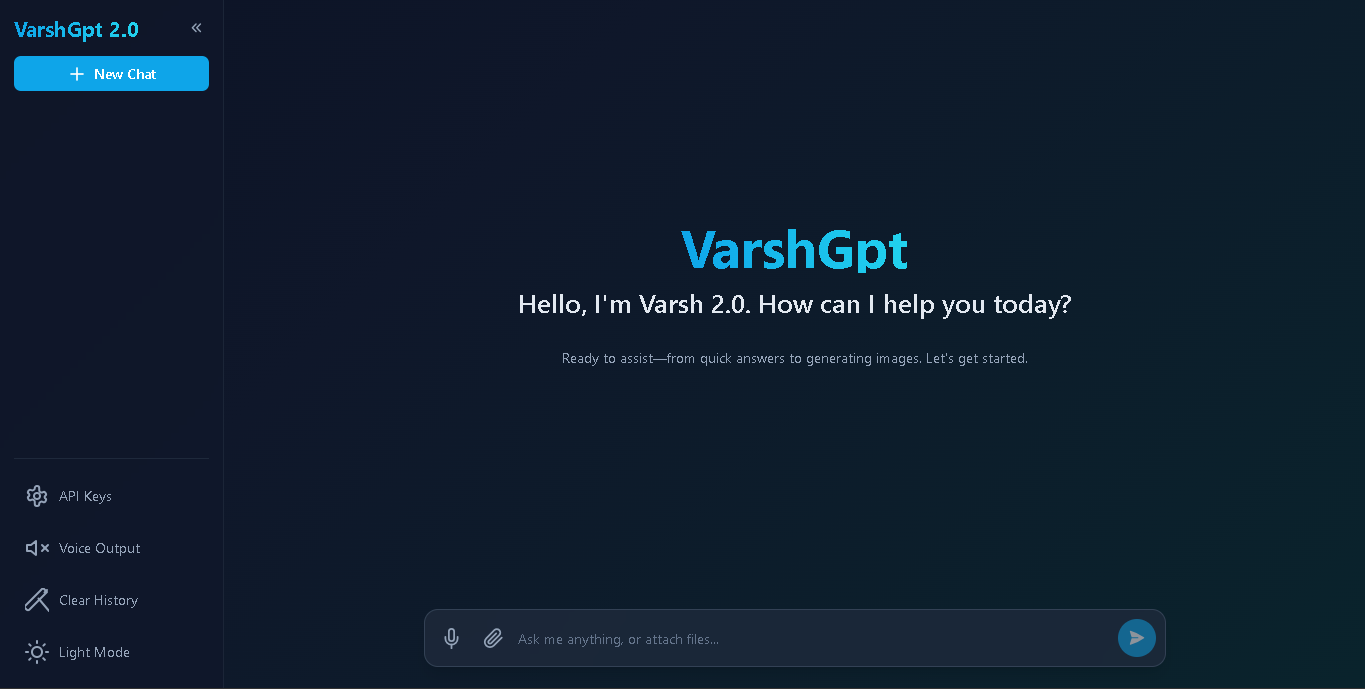 VarshGpt 2.0
New Chat
VarshGpt
Hello, I'm Varsh 2.0. How can I help you today?
Ready to assist—from quick answers to generating images. Let's get started.
API Keys
Voice Output
Clear History
Light Mode
Ask me anything, or attach files...